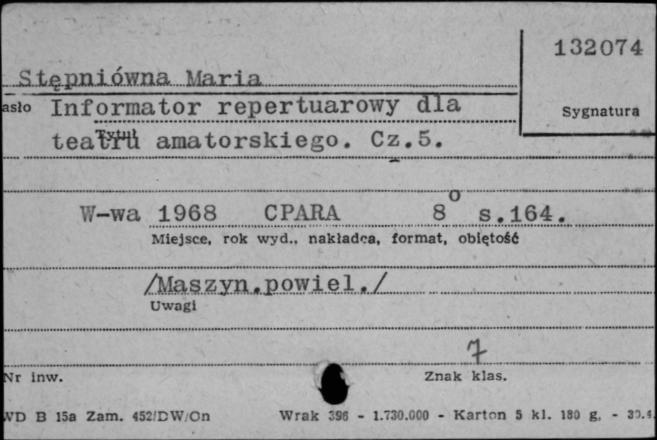 132074
Stępniówna Maria
asło Informator repertuarowy dla
Sygnatura
Tytuł
teatru amatorskiego. Cz.5.
W-wa 1968 CPARA 8º s.164.
Miejsce, rok wyd., nakładca, format, objętość
/Maszyn.powiel./
Uwagi
7
Nr inw. Znak klas.
WD B 15a Zam. 452/DW/On Wrak 396 - 1.730.000 - Karton 5 kl. 180 g. - 30.4.